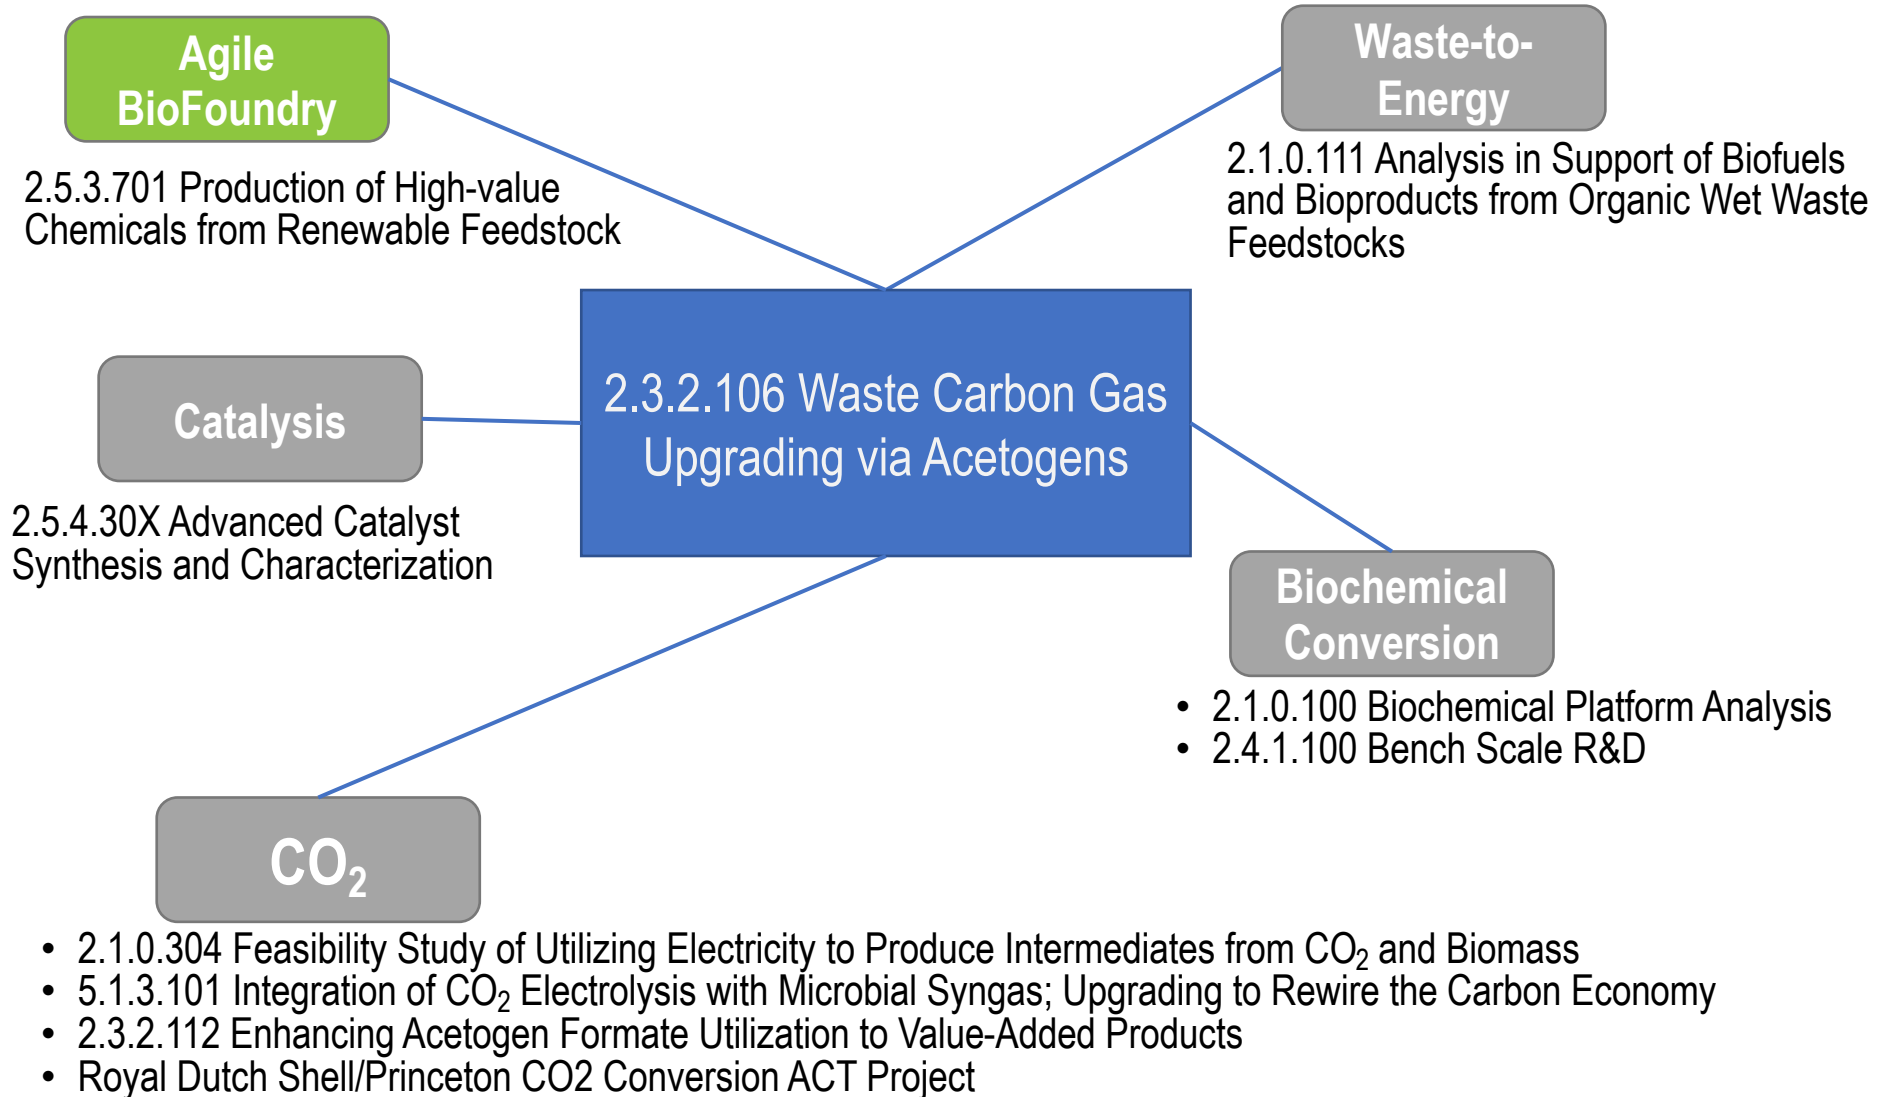 Agile
BioFoundry
2.5.3.701 Production of High-value
Chemicals from Renewable Feedstock
Waste-to-
Energy
2.1.0.111 Analysis in Support of Biofuels
and Bioproducts from Organic Wet Waste
Feedstocks
2.3.2.106 Waste Carbon Gas
Upgrading via Acetogens
Catalysis
2.5.4.30X Advanced Catalyst
Synthesis and Characterization
Biochemical
Conversion
• 2.1.0.100 Biochemical Platform Analysis
• 2.4.1.100 Bench Scale R&D
CO₂
• 2.1.0.304 Feasibility Study of Utilizing Electricity to Produce Intermediates from CO₂ and Biomass
• 5.1.3.101 Integration of CO₂ Electrolysis with Microbial Syngas; Upgrading to Rewire the Carbon Economy
• 2.3.2.112 Enhancing Acetogen Formate Utilization to Value-Added Products
• Royal Dutch Shell/Princeton CO2 Conversion ACT Project